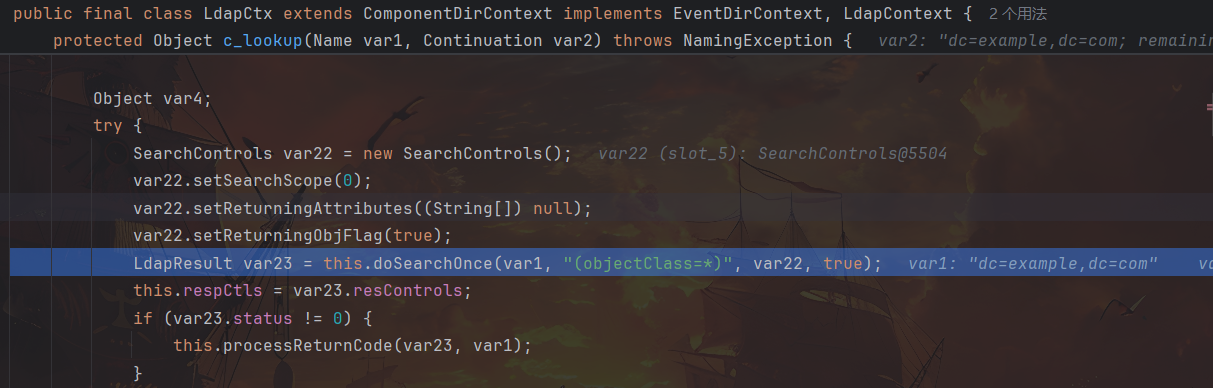 public final class LdapCtx extends ComponentDirContext implements EventDirContext, LdapContext {  2个用法
protected Object c_lookup(Name var1, Continuation var2) throws NamingException {  var2: "dc=example,dc=com; remainin
Object var4;
try {
SearchControls var22 = new SearchControls();  var22 (slot_5): SearchControls@5504
var22.setSearchScope(0);
var22.setReturningAttributes((String[]) null);
var22.setReturningObjFlag(true);
LdapResult var23 = this.doSearchOnce(var1, "(objectClass=*)", var22, true);  var1: "dc=example,dc=com"
this.respCtls = var23.resControls;
if (var23.status != 0) {
this.processReturnCode(var23, var1);
}